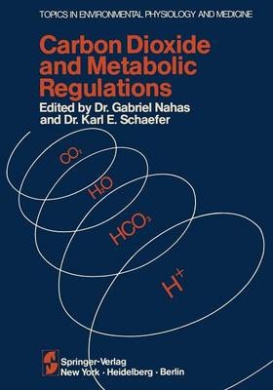 TOPICS IN ENVIRONMENTAL PHYSIOLOGY AND MEDICINE
Carbon Dioxide
and Metabolic
Regulations
Edited by Dr. Gabriel Nahas
and Dr. Karl E. Schaefer
CO₂
H₂O
HCO₃
H⁺
Springer-Verlag
New York · Heidelberg · Berlin